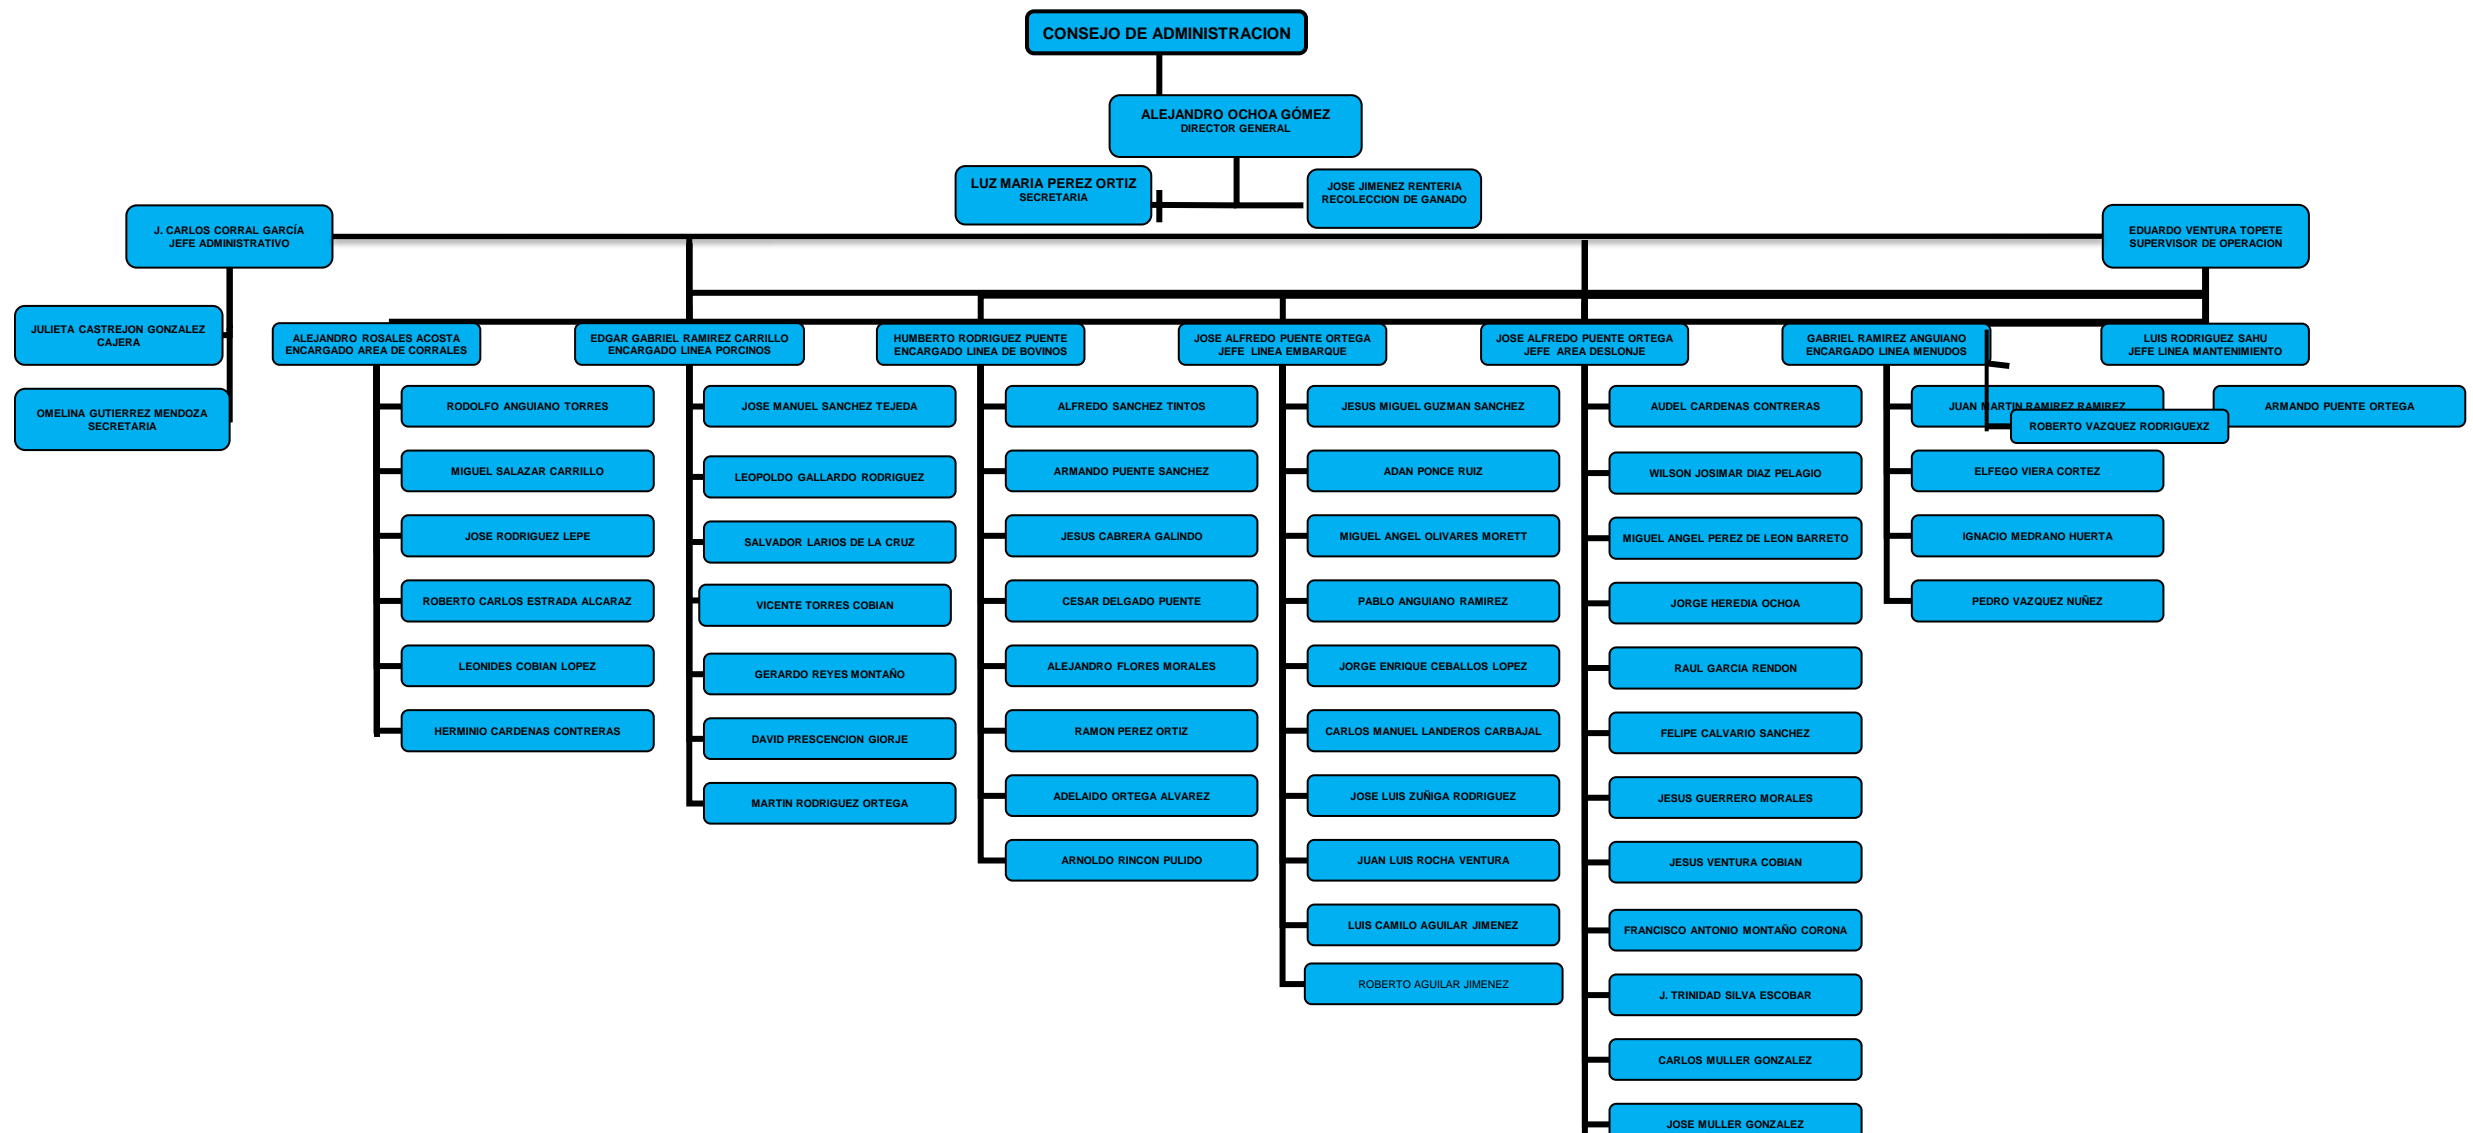 CONSEJO DE ADMINISTRACION
ALEJANDRO OCHOA GÓMEZ
DIRECTOR GENERAL
LUZ MARIA PEREZ ORTIZ
SECRETARIA
JOSE JIMENEZ RENTERIA
RECOLECCION DE GANADO
J. CARLOS CORRAL GARCÍA
JEFE ADMINISTRATIVO
EDUARDO VENTURA TOPETE
SUPERVISOR DE OPERACION
JULIETA CASTREJON GONZALEZ
CAJERA
OMELINA GUTIERREZ MENDOZA
SECRETARIA
ALEJANDRO ROSALES ACOSTA
ENCARGADO AREA DE CORRALES
RODOLFO ANGUIANO TORRES
MIGUEL SALAZAR CARRILLO
JOSE RODRIGUEZ LEPE
ROBERTO CARLOS ESTRADA ALCARAZ
LEONIDES COBIAN LOPEZ
HERMINIO CARDENAS CONTRERAS
EDGAR GABRIEL RAMIREZ CARRILLO
ENCARGADO LINEA PORCINOS
JOSE MANUEL SANCHEZ TEJEDA
LEOPOLDO GALLARDO RODRIGUEZ
SALVADOR LARIOS DE LA CRUZ
VICENTE TORRES COBIAN
GERARDO REYES MONTAÑO
DAVID PRESCENCION GIORJE
MARTIN RODRIGUEZ ORTEGA
HUMBERTO RODRIGUEZ PUENTE
ENCARGADO LINEA DE BOVINOS
ALFREDO SANCHEZ TINTOS
ARMANDO PUENTE SANCHEZ
JESUS CABRERA GALINDO
CESAR DELGADO PUENTE
ALEJANDRO FLORES MORALES
RAMON PEREZ ORTIZ
ADELAIDO ORTEGA ALVAREZ
ARNOLDO RINCON PULIDO
JOSE ALFREDO PUENTE ORTEGA
JEFE LINEA EMBARQUE
JESUS MIGUEL GUZMAN SANCHEZ
ADAN PONCE RUIZ
MIGUEL ANGEL OLIVARES MORETT
PABLO ANGUIANO RAMIREZ
JORGE ENRIQUE CEBALLOS LOPEZ
CARLOS MANUEL LANDEROS CARBAJAL
JOSE LUIS ZUÑIGA RODRIGUEZ
JUAN LUIS ROCHA VENTURA
LUIS CAMILO AGUILAR JIMENEZ
ROBERTO AGUILAR JIMENEZ
JOSE ALFREDO PUENTE ORTEGA
JEFE AREA DESLONJE
AUDEL CARDENAS CONTRERAS
WILSON JOSIMAR DIAZ PELAGIO
MIGUEL ANGEL PEREZ DE LEON BARRETO
JORGE HEREDIA OCHOA
RAUL GARCIA RENDON
FELIPE CALVARIO SANCHEZ
JESUS GUERRERO MORALES
JESUS VENTURA COBIAN
FRANCISCO ANTONIO MONTAÑO CORONA
J. TRINIDAD SILVA ESCOBAR
CARLOS MULLER GONZALEZ
JOSE MULLER GONZALEZ
GABRIEL RAMIREZ ANGUIANO
ENCARGADO LINEA MENUDOS
JUAN MARTIN RAMIREZ RAMIREZ
ROBERTO VAZQUEZ RODRIGUEXZ
ELFEGO VIERA CORTEZ
IGNACIO MEDRANO HUERTA
PEDRO VAZQUEZ NUÑEZ
LUIS RODRIGUEZ SAHU
JEFE LINEA MANTENIMIENTO
ARMANDO PUENTE ORTEGA